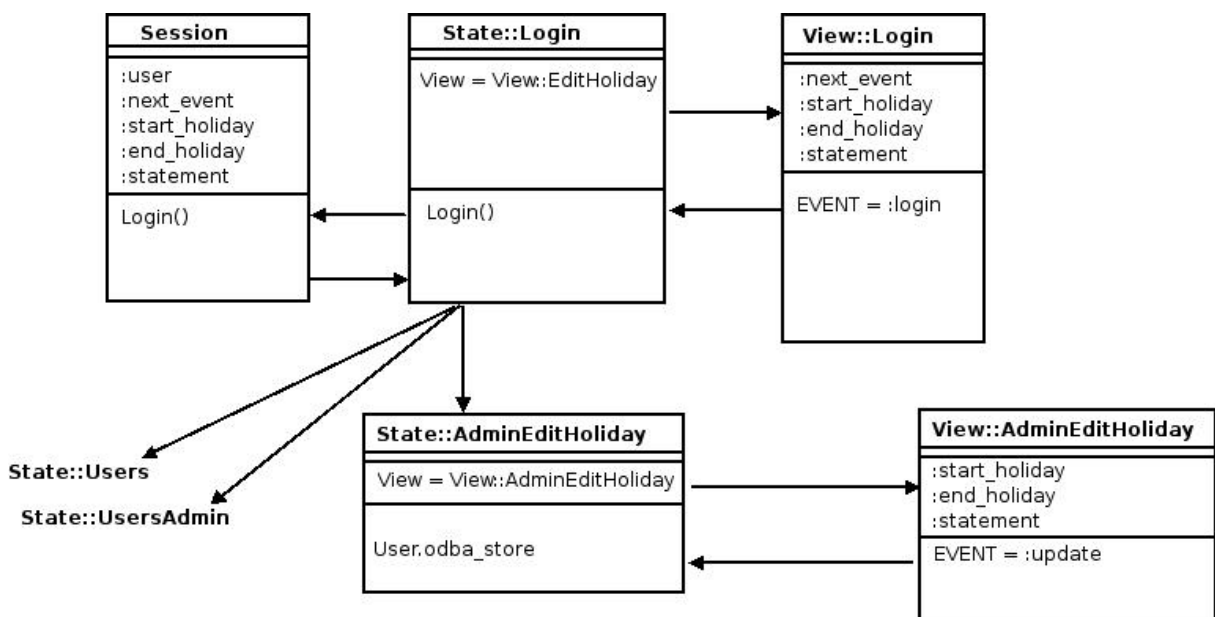 Session
:user
:next_event
:start_holiday
:end_holiday
:statement
Login()
State::Login
View = View::EditHoliday
Login()
View::Login
:next_event
:start_holiday
:end_holiday
:statement
EVENT = :login
State::Users
State::UsersAdmin
State::AdminEditHoliday
View = View::AdminEditHoliday
User.odba_store
View::AdminEditHoliday
:start_holiday
:end_holiday
:statement
EVENT = :update